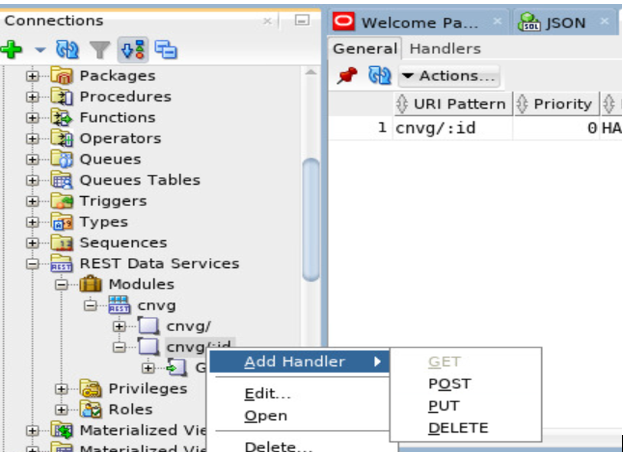 Connections
Welcome Pa...
JSON
General
Handlers
Actions...
URI Pattern
Priority
1 cnvg/:id 0 HA
Packages
Procedures
Functions
Operators
Queues
Queues Tables
Triggers
Types
Sequences
REST Data Services
Modules
cnvg
cnvg/
cnvg/:id
G
Privileges
Roles
Materialized Vie
Materialized Vie
Add Handler
Edit...
Open
Delete...
GET
POST
PUT
DELETE